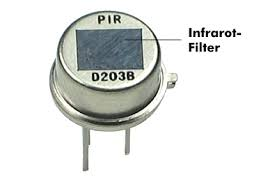 PIR
Infrarot-
Filter
D203B